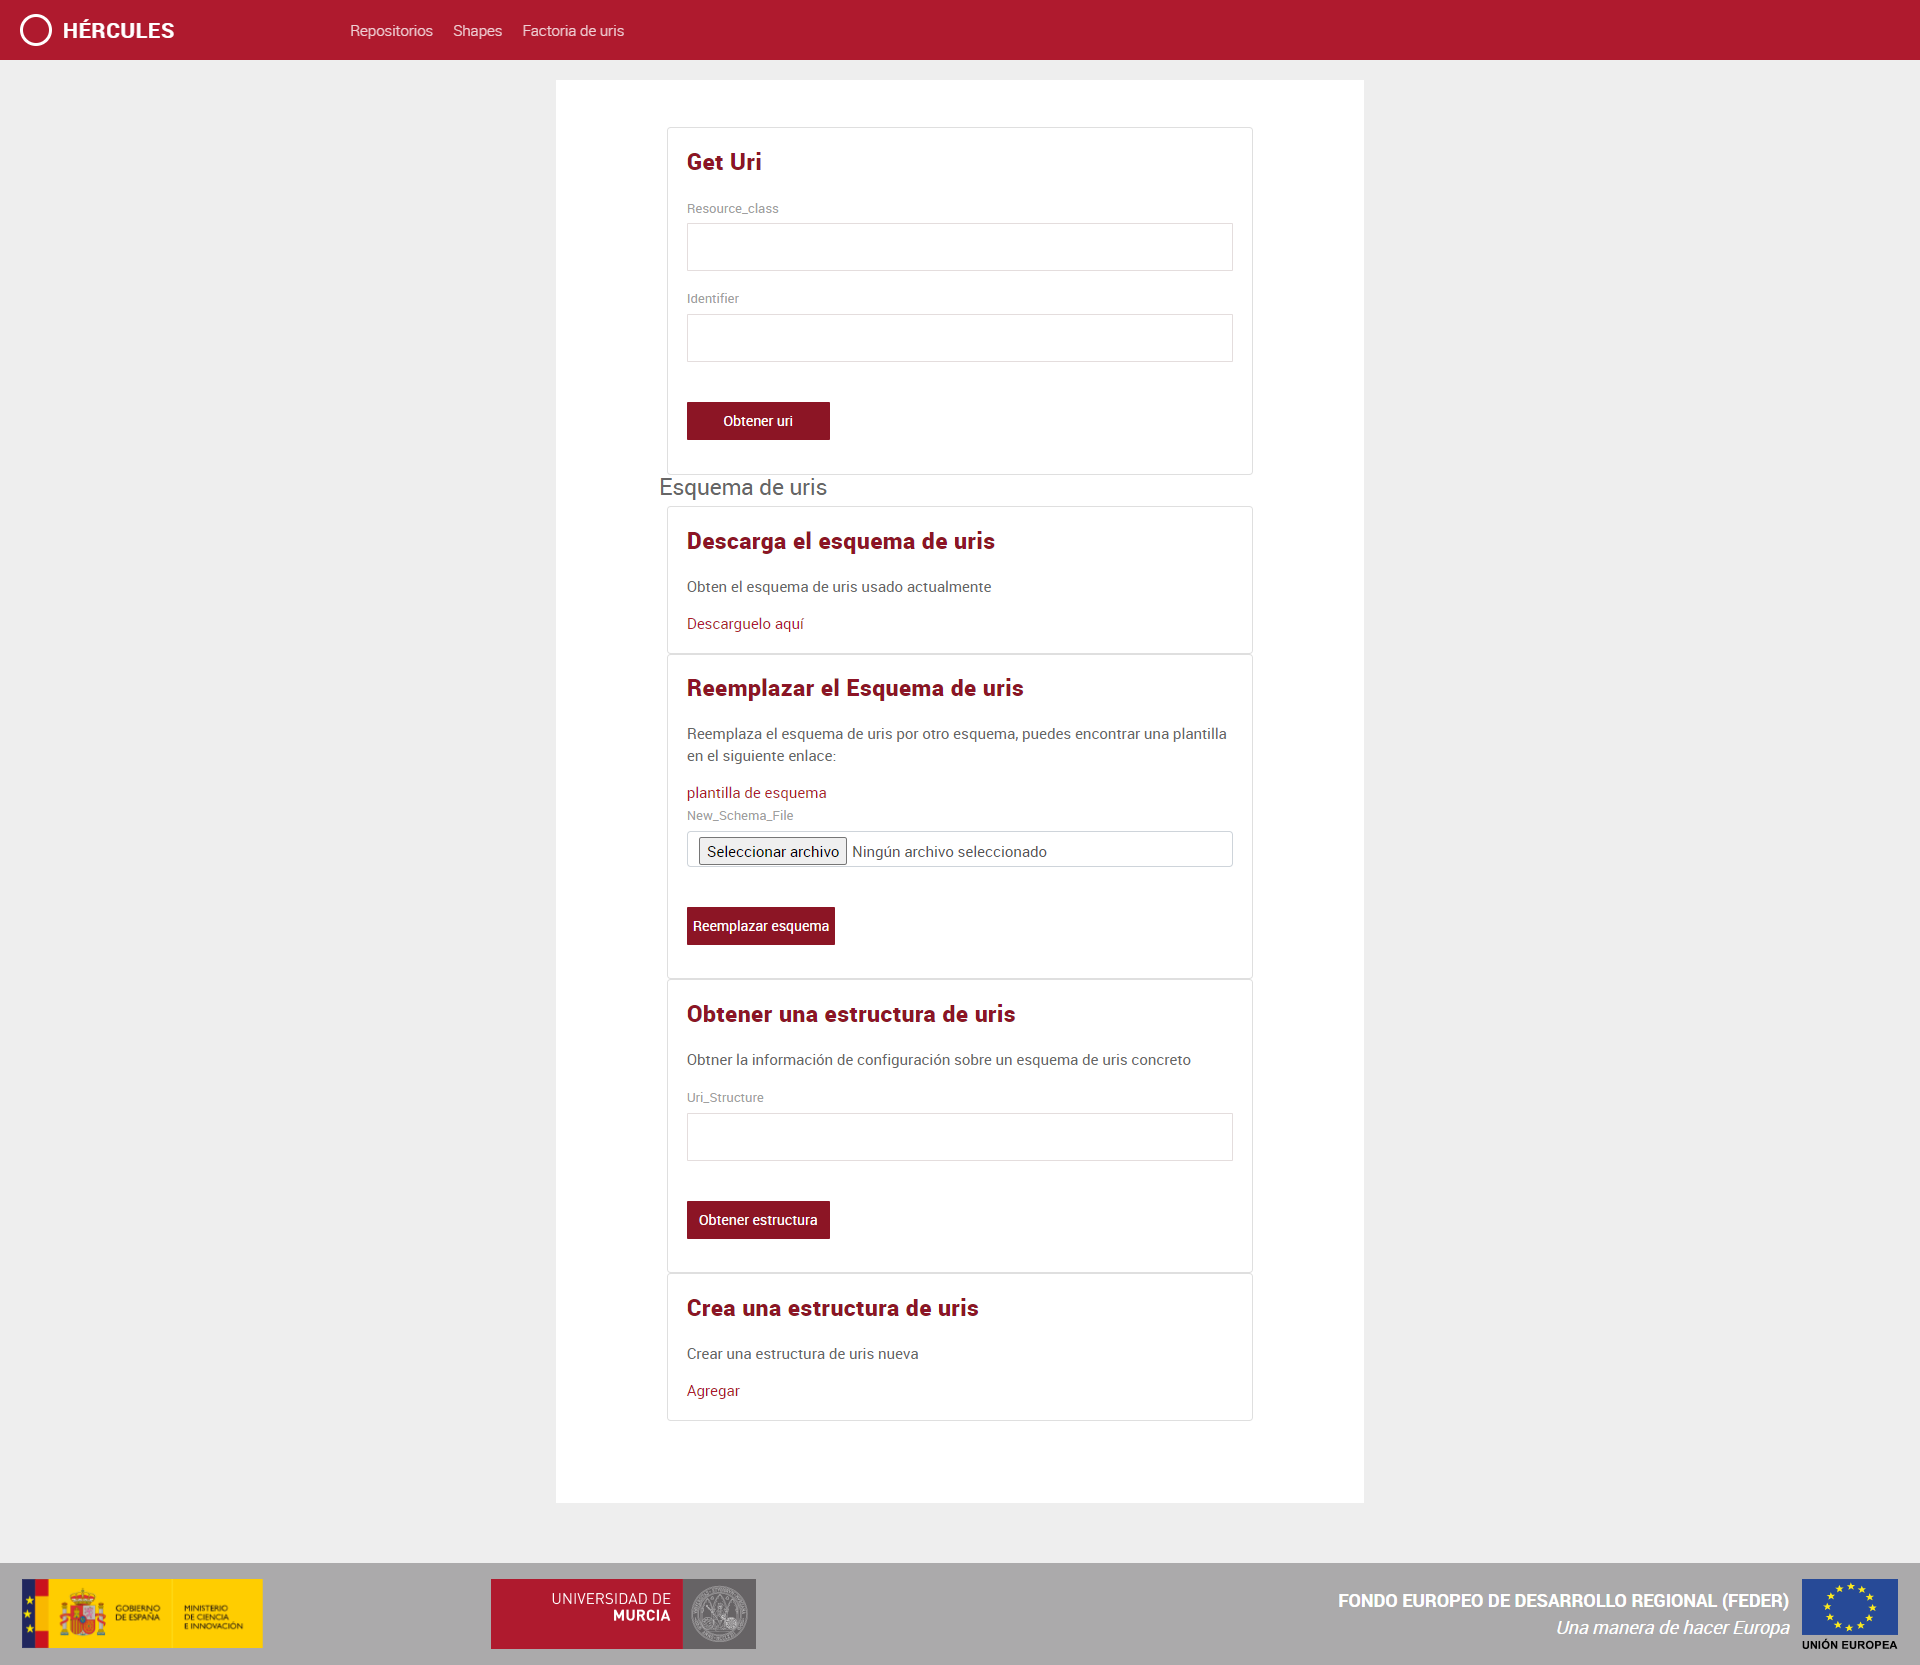 HÉRCULES
Repositorios Shapes Factoria de uris
Get Uri
Resource_class
Identifier
Obtener uri
Esquema de uris
Descarga el esquema de uris
Obten el esquema de uris usado actualmente
Descarguelo aquí
Reemplazar el Esquema de uris
Reemplaza el esquema de uris por otro esquema, puedes encontrar una plantilla
en el siguiente enlace:
plantilla de esquema
New_Schema_File
Seleccionar archivo Ningún archivo seleccionado
Reemplazar esquema
Obtener una estructura de uris
Obtner la información de configuración sobre un esquema de uris concreto
Uri_Structure
Obtener estructura
Crea una estructura de uris
Crear una estructura de uris nueva
Agregar
GOBIERNO
DE ESPAÑA
MINISTERIO
DE CIENCIA
E INNOVACIÓN
UNIVERSIDAD DE
MURCIA
FONDO EUROPEO DE DESARROLLO REGIONAL (FEDER)
Una manera de hacer Europa
UNIÓN EUROPEA